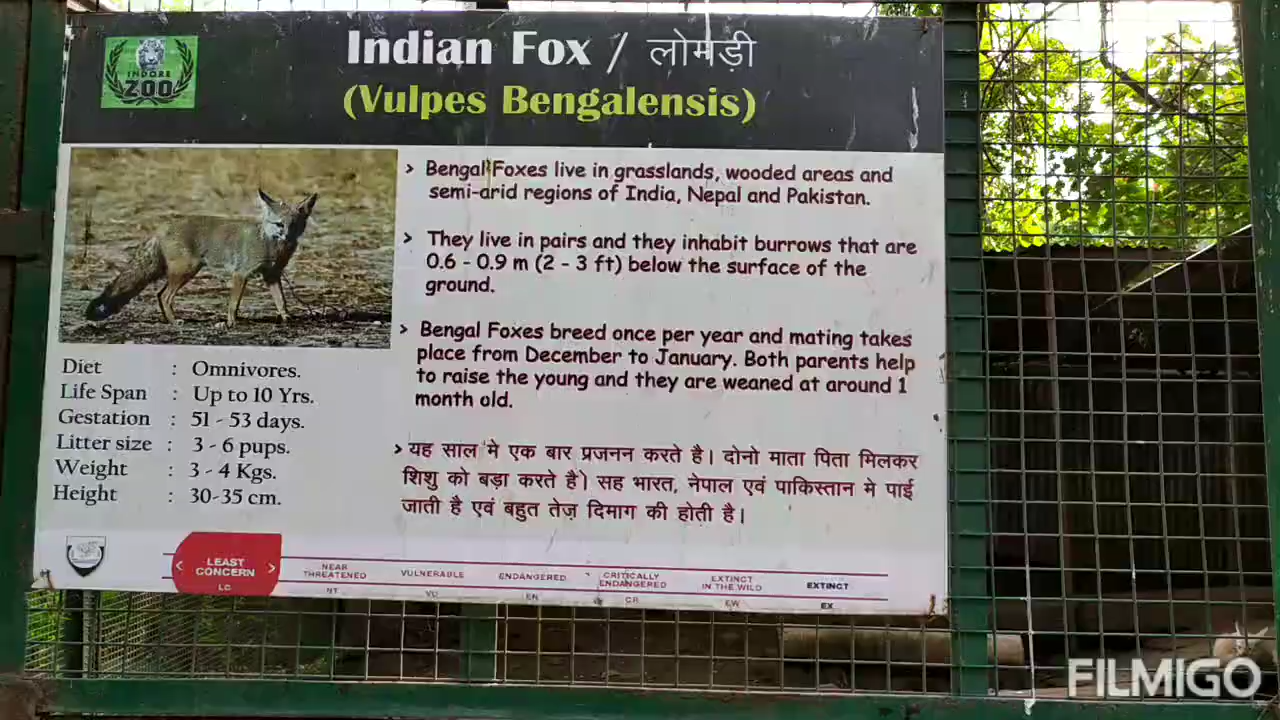 INDORE
ZOO
Indian Fox / लोमड़ी
(Vulpes Bengalensis)
> Bengal Foxes live in grasslands, wooded areas and
semi-arid regions of India, Nepal and Pakistan.
> They live in pairs and they inhabit burrows that are
0.6 - 0.9 m (2 - 3 ft) below the surface of the
ground.
> Bengal Foxes breed once per year and mating takes
place from December to January. Both parents help
to raise the young and they are weaned at around 1
month old.
> यह साल मे एक बार प्रजनन करते है। दोनो माता पिता मिलकर
शिशु को बड़ा करते है। सह भारत, नेपाल एवं पाकिस्तान मे पाई
जाती है एवं बहुत तेज़ दिमाग की होती है।
Diet : Omnivores.
Life Span : Up to 10 Yrs.
Gestation : 51 - 53 days.
Litter size : 3 - 6 pups.
Weight : 3 - 4 Kgs.
Height : 30-35 cm.
< LEAST CONCERN >
LC
NEAR THREATENED
NT
VULNERABLE
VU
ENDANGERED
EN
CRITICALLY ENDANGERED
CR
EXTINCT IN THE WILD
EW
EXTINCT
EX
FILMIGO